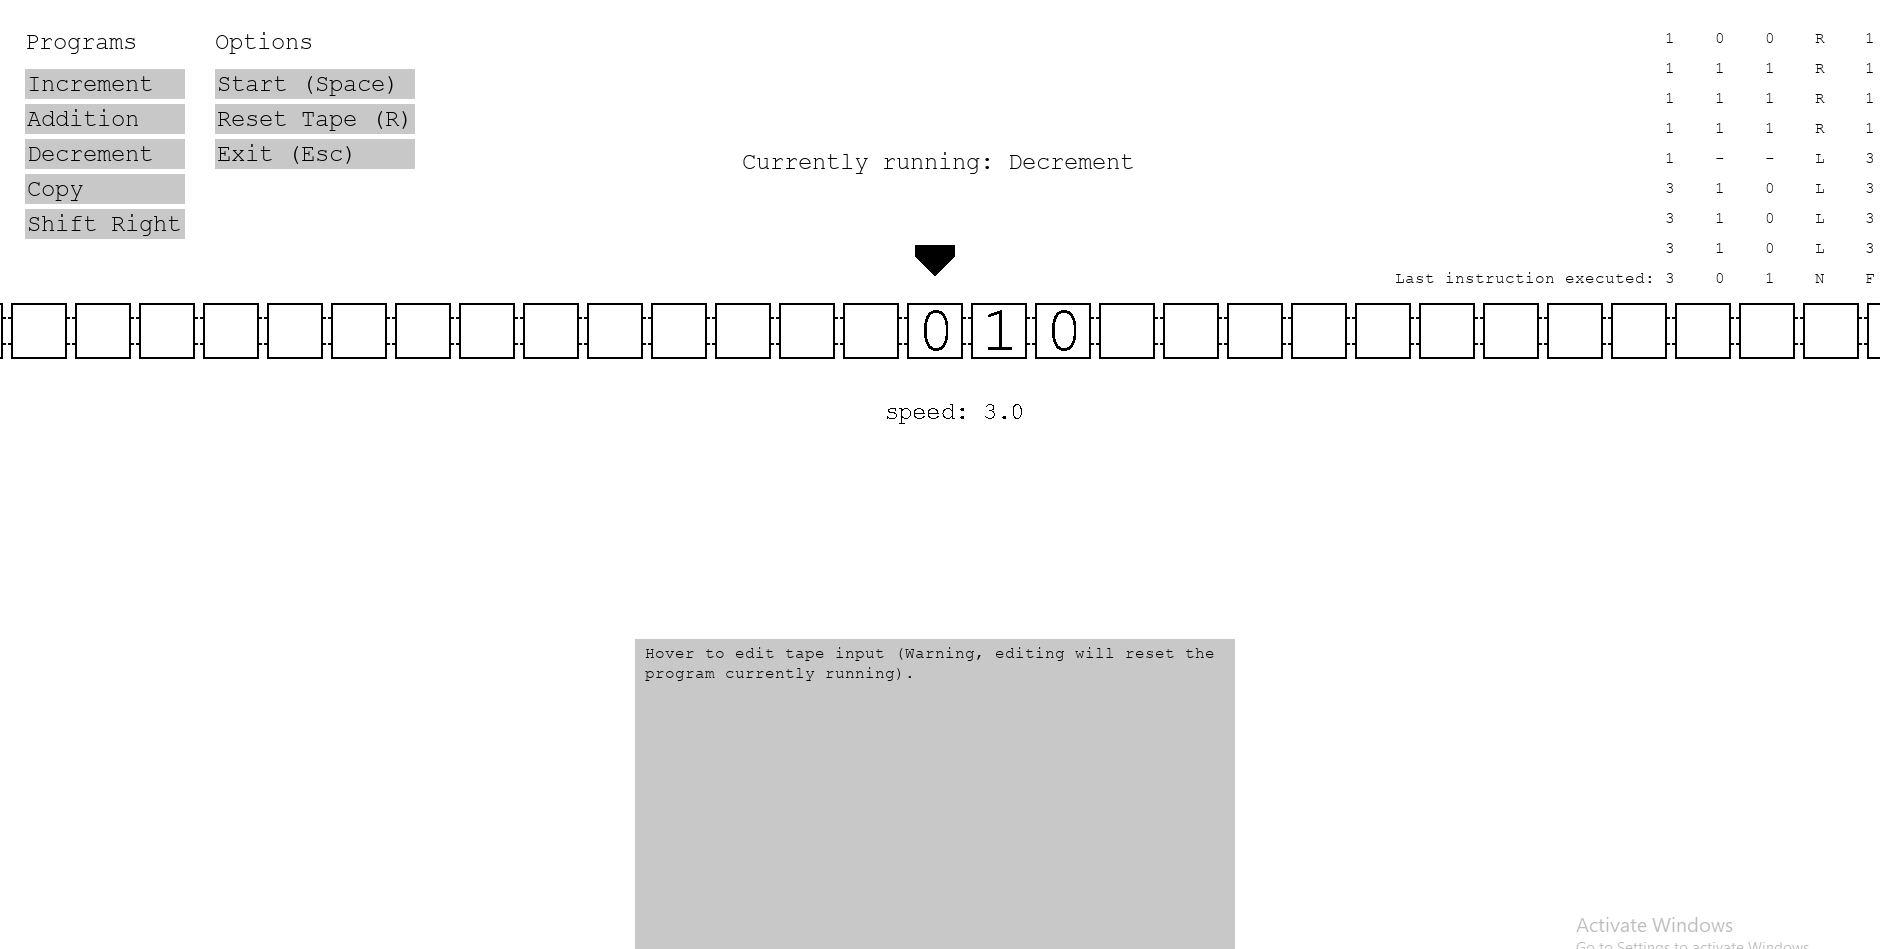 Programs
Increment
Addition
Decrement
Copy
Shift Right
Options
Start (Space)
Reset Tape (R)
Exit (Esc)
Currently running: Decrement
1 0 0 R 1
1 1 1 R 1
1 1 1 R 1
1 1 1 R 1
1 - - L 3
3 1 0 L 3
3 1 0 L 3
3 1 0 L 3
Last instruction executed: 3 0 1 N F
0 1 0
speed: 3.0
Hover to edit tape input (Warning, editing will reset the
program currently running).
Activate Windows
Go to Settings to activate Windows